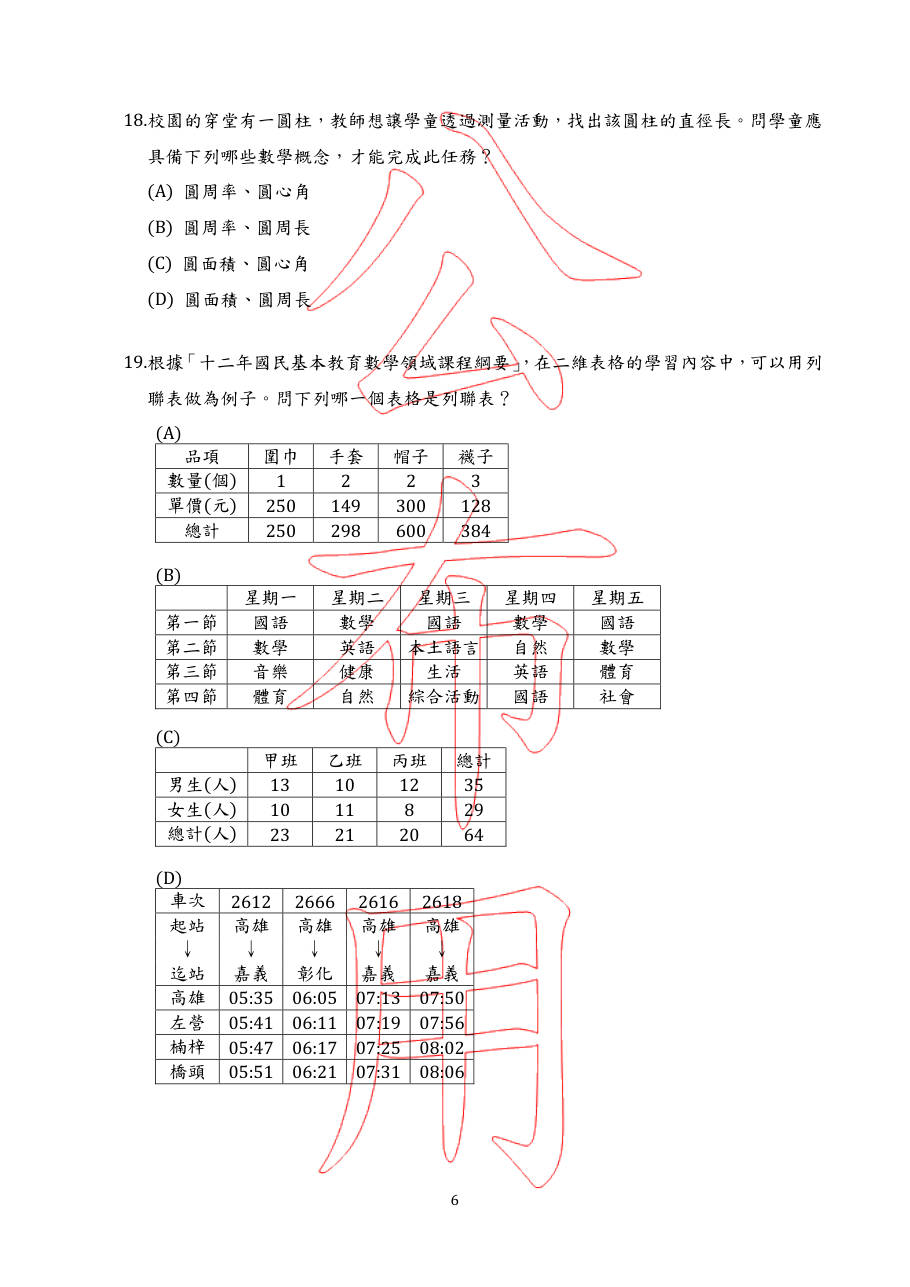 18.校園的穿堂有一圓柱，教師想讓學童透過測量活動，找出該圓柱的直徑長。問學童應
具備下列哪些數學概念，才能完成此任務？
(A) 圓周率、圓心角
(B) 圓周率、圓周長
(C) 圓面積、圓心角
(D) 圓面積、圓周長
19.根據「十二年國民基本教育數學領域課程綱要」，在二維表格的學習內容中，可以用列
聯表做為例子。問下列哪一個表格是列聯表？
(A)
品項 圍巾 手套 帽子 襪子
數量(個) 1 2 2 3
單價(元) 250 149 300 128
總計 250 298 600 384
(B)
星期一 星期二 星期三 星期四 星期五
第一節 國語 數學 國語 數學 國語
第二節 數學 英語 本土語言 自然 數學
第三節 音樂 健康 生活 英語 體育
第四節 體育 自然 綜合活動 國語 社會
(C)
甲班 乙班 丙班 總計
男生(人) 13 10 12 35
女生(人) 10 11 8 29
總計(人) 23 21 20 64
(D)
車次 2612 2666 2616 2618
起站 高雄 高雄 高雄 高雄
↓ ↓ ↓ ↓ ↓
迄站 嘉義 彰化 嘉義 嘉義
高雄 05:35 06:05 07:13 07:50
左營 05:41 06:11 07:19 07:56
楠梓 05:47 06:17 07:25 08:02
橋頭 05:51 06:21 07:31 08:06
公布用
6